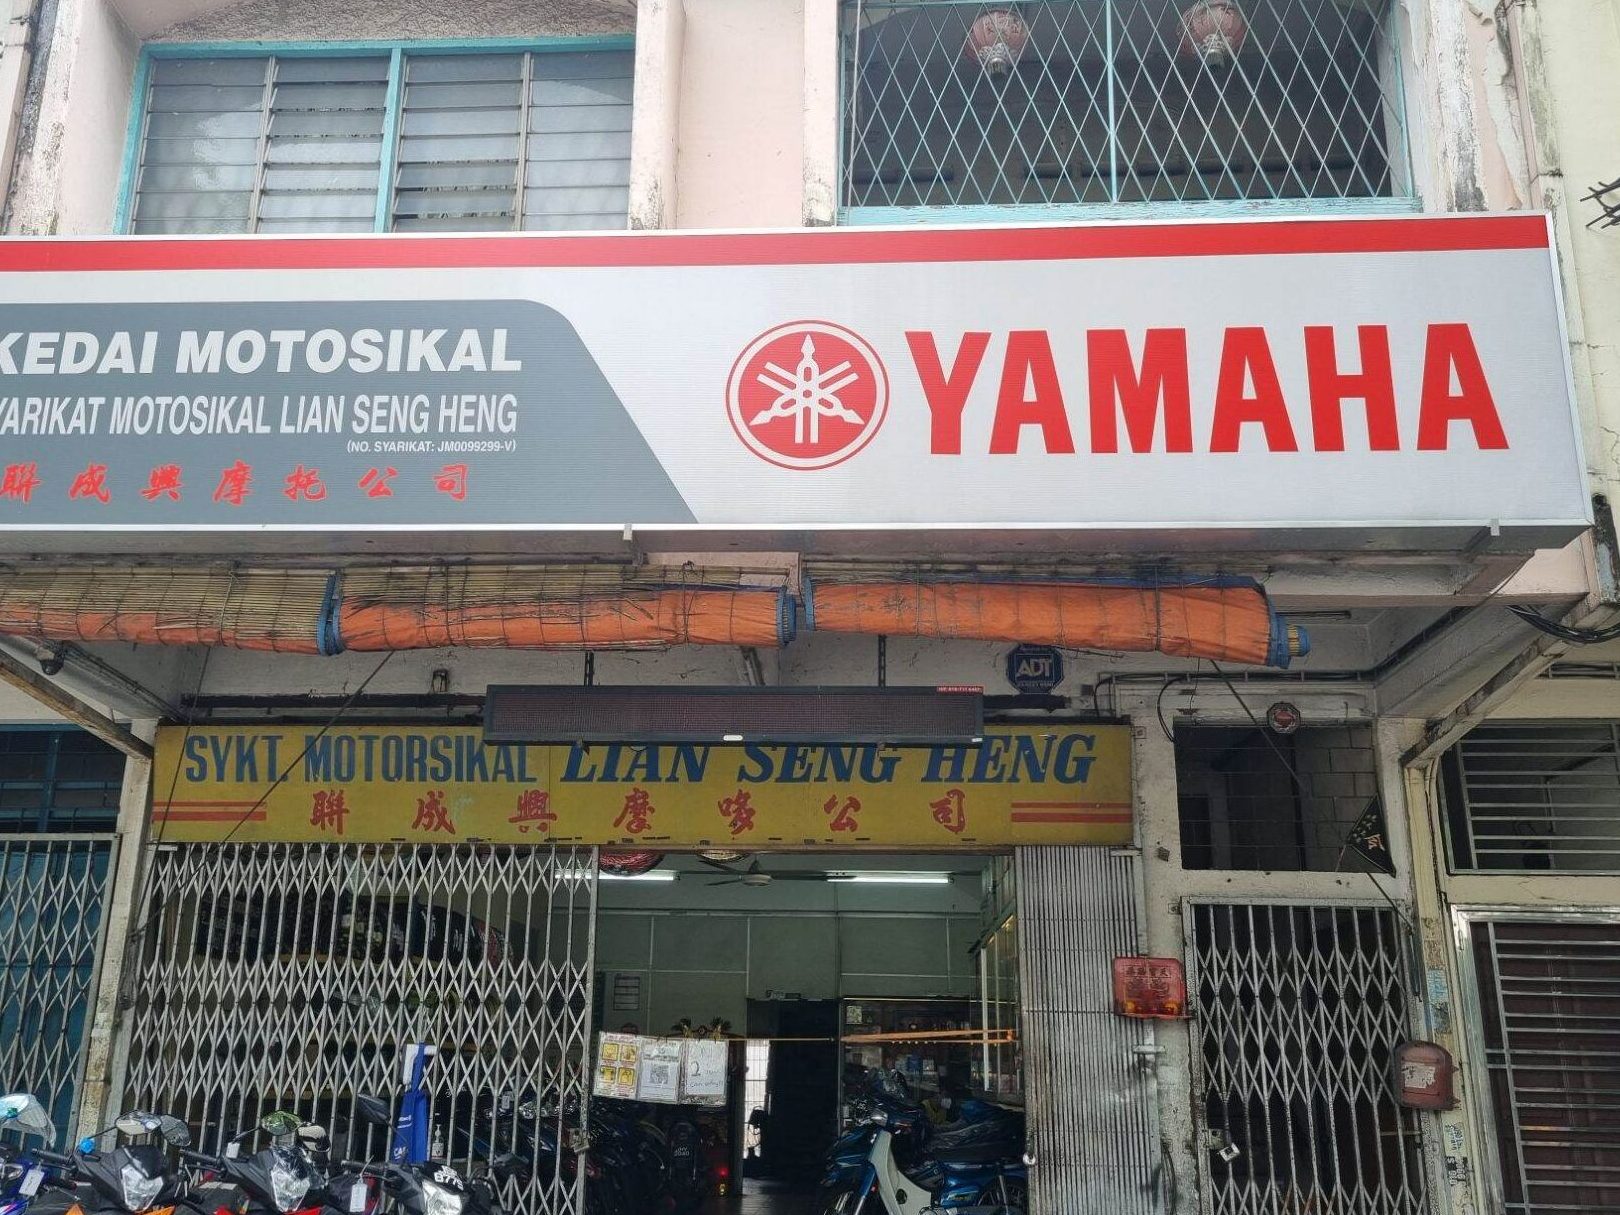 KEDAI MOTOSIKAL
YARIKAT MOTOSIKAL LIAN SENG HENG
(NO. SYARIKAT: JM0099299-V)
聯成興摩托公司
YAMAHA
ADT
SYKT. MOTORSIKAL LIAN SENG HENG
聯成興摩哆公司
2